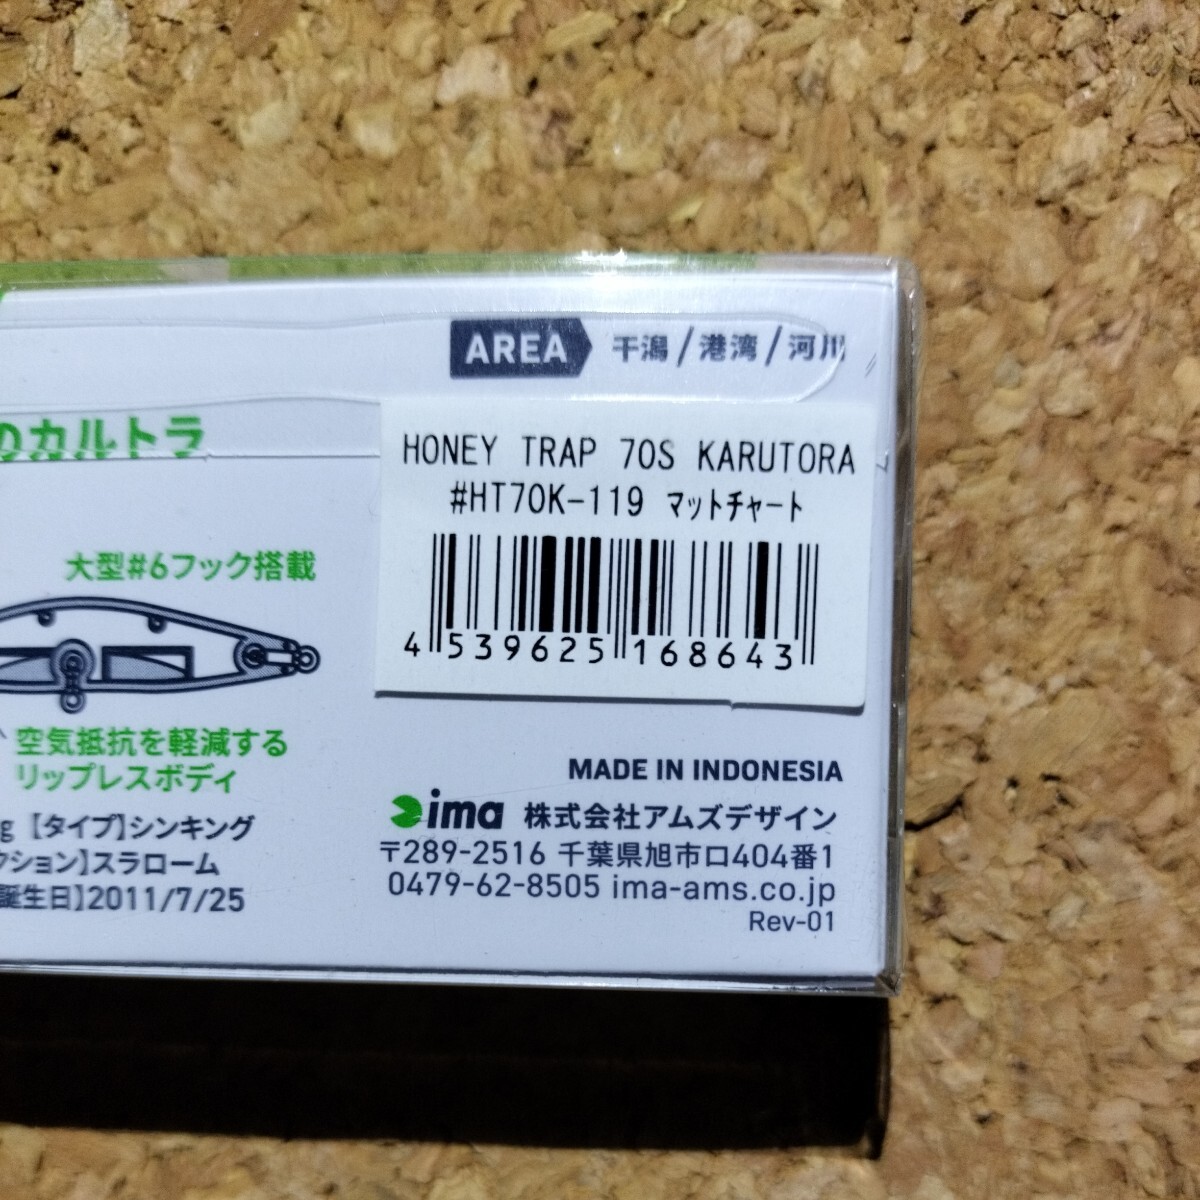 AREA 干潟/港湾/河川
のカルトラ
HONEY TRAP 70S KARUTORA
#HT70K-119 マットチャート
4 539625 168643
大型#6フック搭載
空気抵抗を軽減する
リップレスボディ
g【タイプ】シンキング
クション】スラローム
誕生日】2011/7/25
MADE IN INDONESIA
ima 株式会社アムズデザイン
〒289-2516 千葉県旭市ロ404番1
0479-62-8505 ima-ams.co.jp
Rev-01